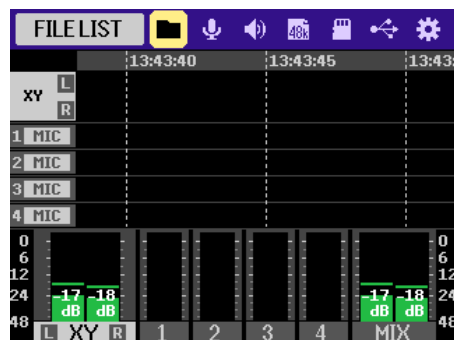 FILE LIST 48k
13:43:40 13:43:45 13:43:
XY L R
1 MIC
2 MIC
3 MIC
4 MIC
0 0
6 6
12 12
24 -17 dB -18 dB -17 dB -18 dB 24
48 48
L XY R 1 2 3 4 MIX